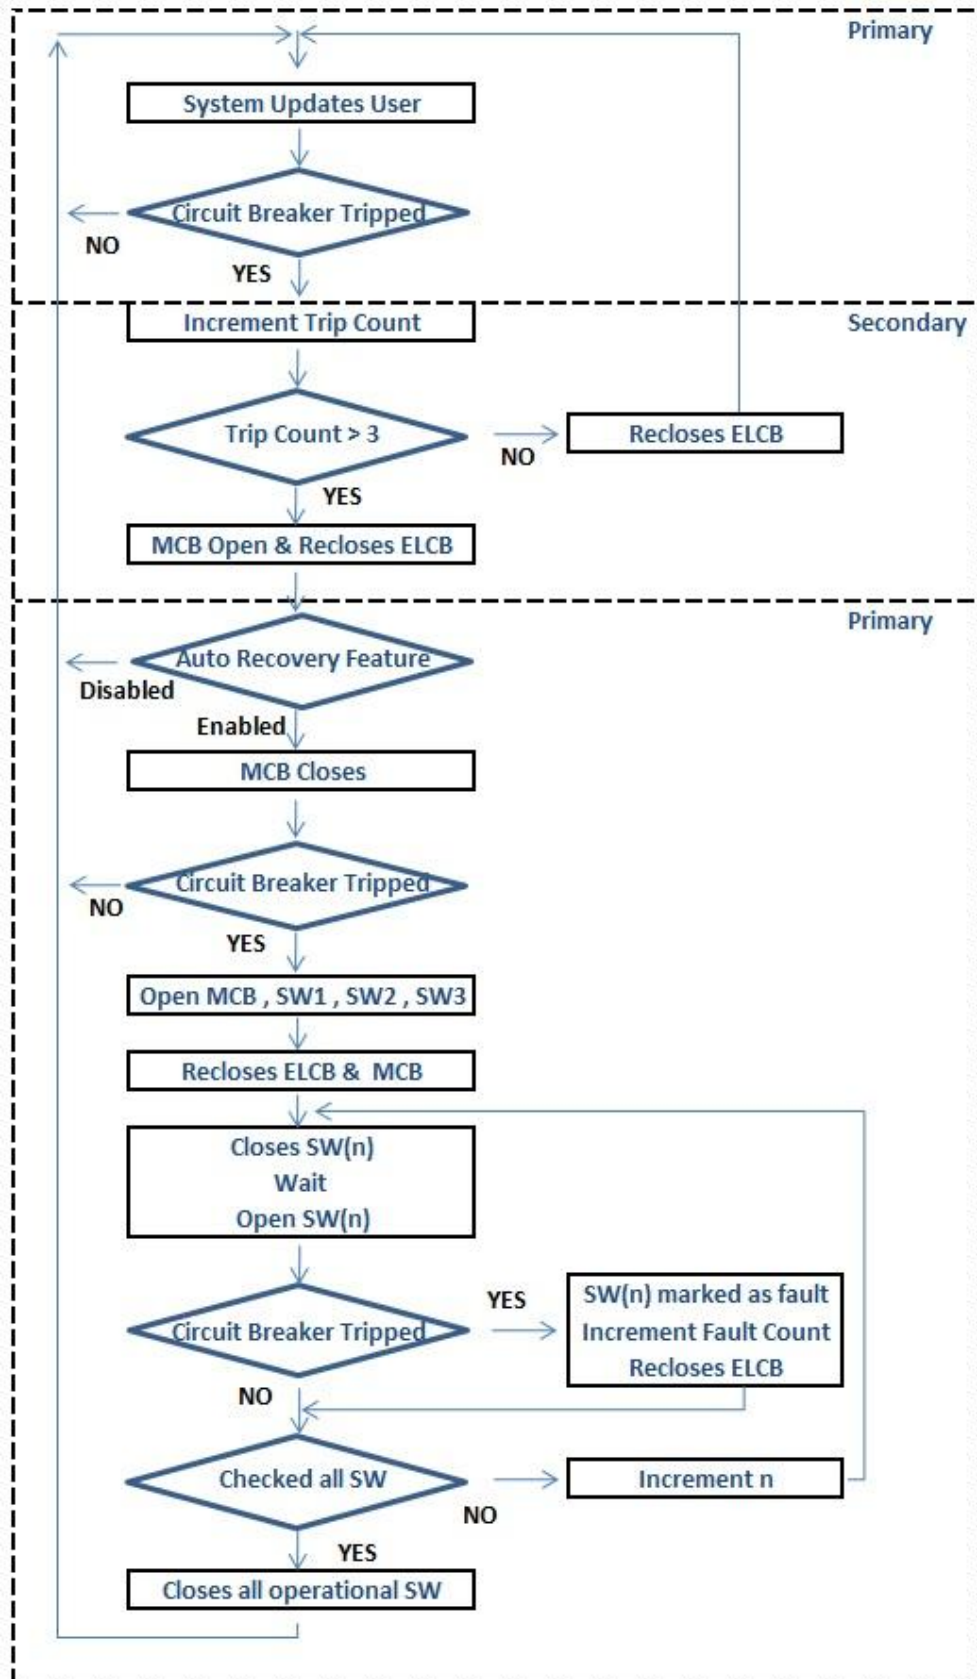 Primary
System Updates User
Circuit Breaker Tripped
NO
YES
Increment Trip Count
Secondary
Trip Count > 3
NO
Recloses ELCB
YES
MCB Open & Recloses ELCB
Primary
Auto Recovery Feature
Disabled
Enabled
MCB Closes
Circuit Breaker Tripped
NO
YES
Open MCB , SW1 , SW2 , SW3
Recloses ELCB & MCB
Closes SW(n)
Wait
Open SW(n)
Circuit Breaker Tripped
YES
SW(n) marked as fault
Increment Fault Count
Recloses ELCB
NO
Checked all SW
NO
Increment n
YES
Closes all operational SW